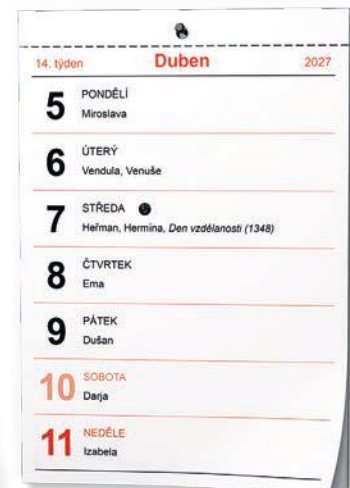 14. týden Duben 2027
5 PONDĚLÍ
Miroslava
6 ÚTERÝ
Vendula, Venuše
7 STŘEDA
Heřman, Hermína, Den vzdělanosti (1348)
8 ČTVRTEK
Ema
9 PÁTEK
Dušan
10 SOBOTA
Darja
11 NEDĚLE
Izabela